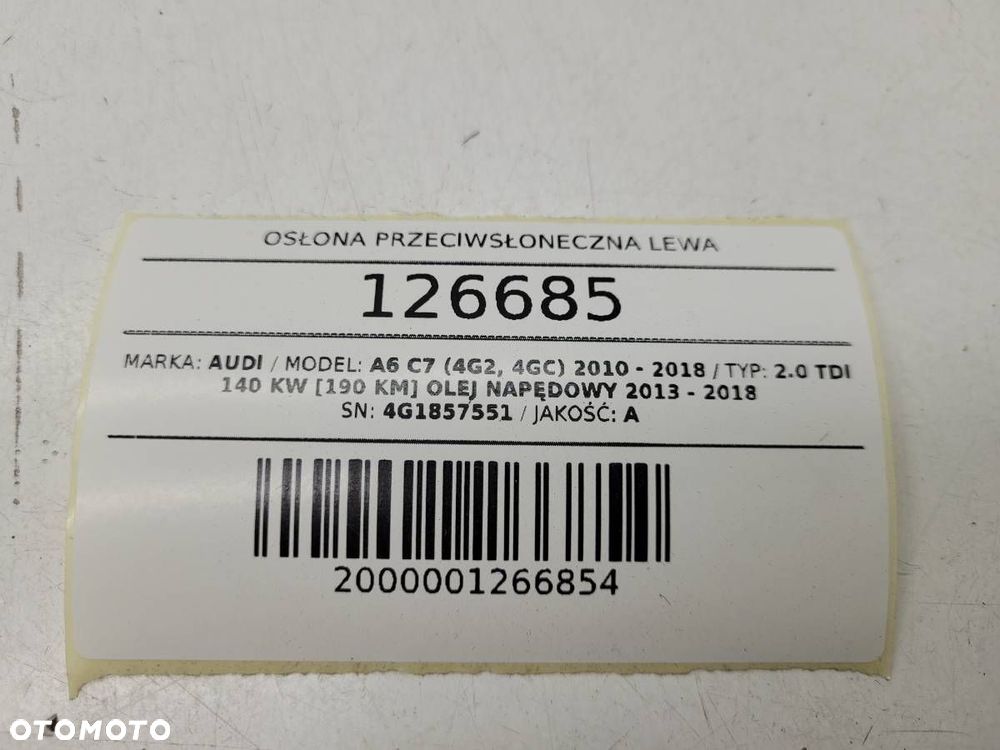 OSŁONA PRZECIWSŁONECZNA LEWA
126685
MARKA: AUDI / MODEL: A6 C7 (4G2, 4GC) 2010 - 2018 / TYP: 2.0 TDI
140 KW [190 KM] OLEJ NAPĘDOWY 2013 - 2018
SN: 4G1857551 / JAKOŚĆ: A
2000001266854
OTOMOTO